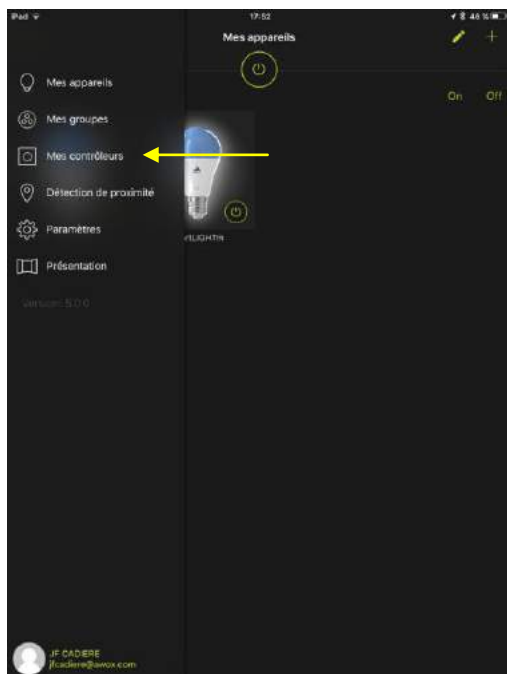 iPad 17:52 46 %
Mes appareils
Mes appareils
On Off
Mes groupes
Mes contrôleurs
Détection de proximité
Paramètres
Présentation
Version: 5.0.0
JF CADIERE
jfcadiere@awox.com